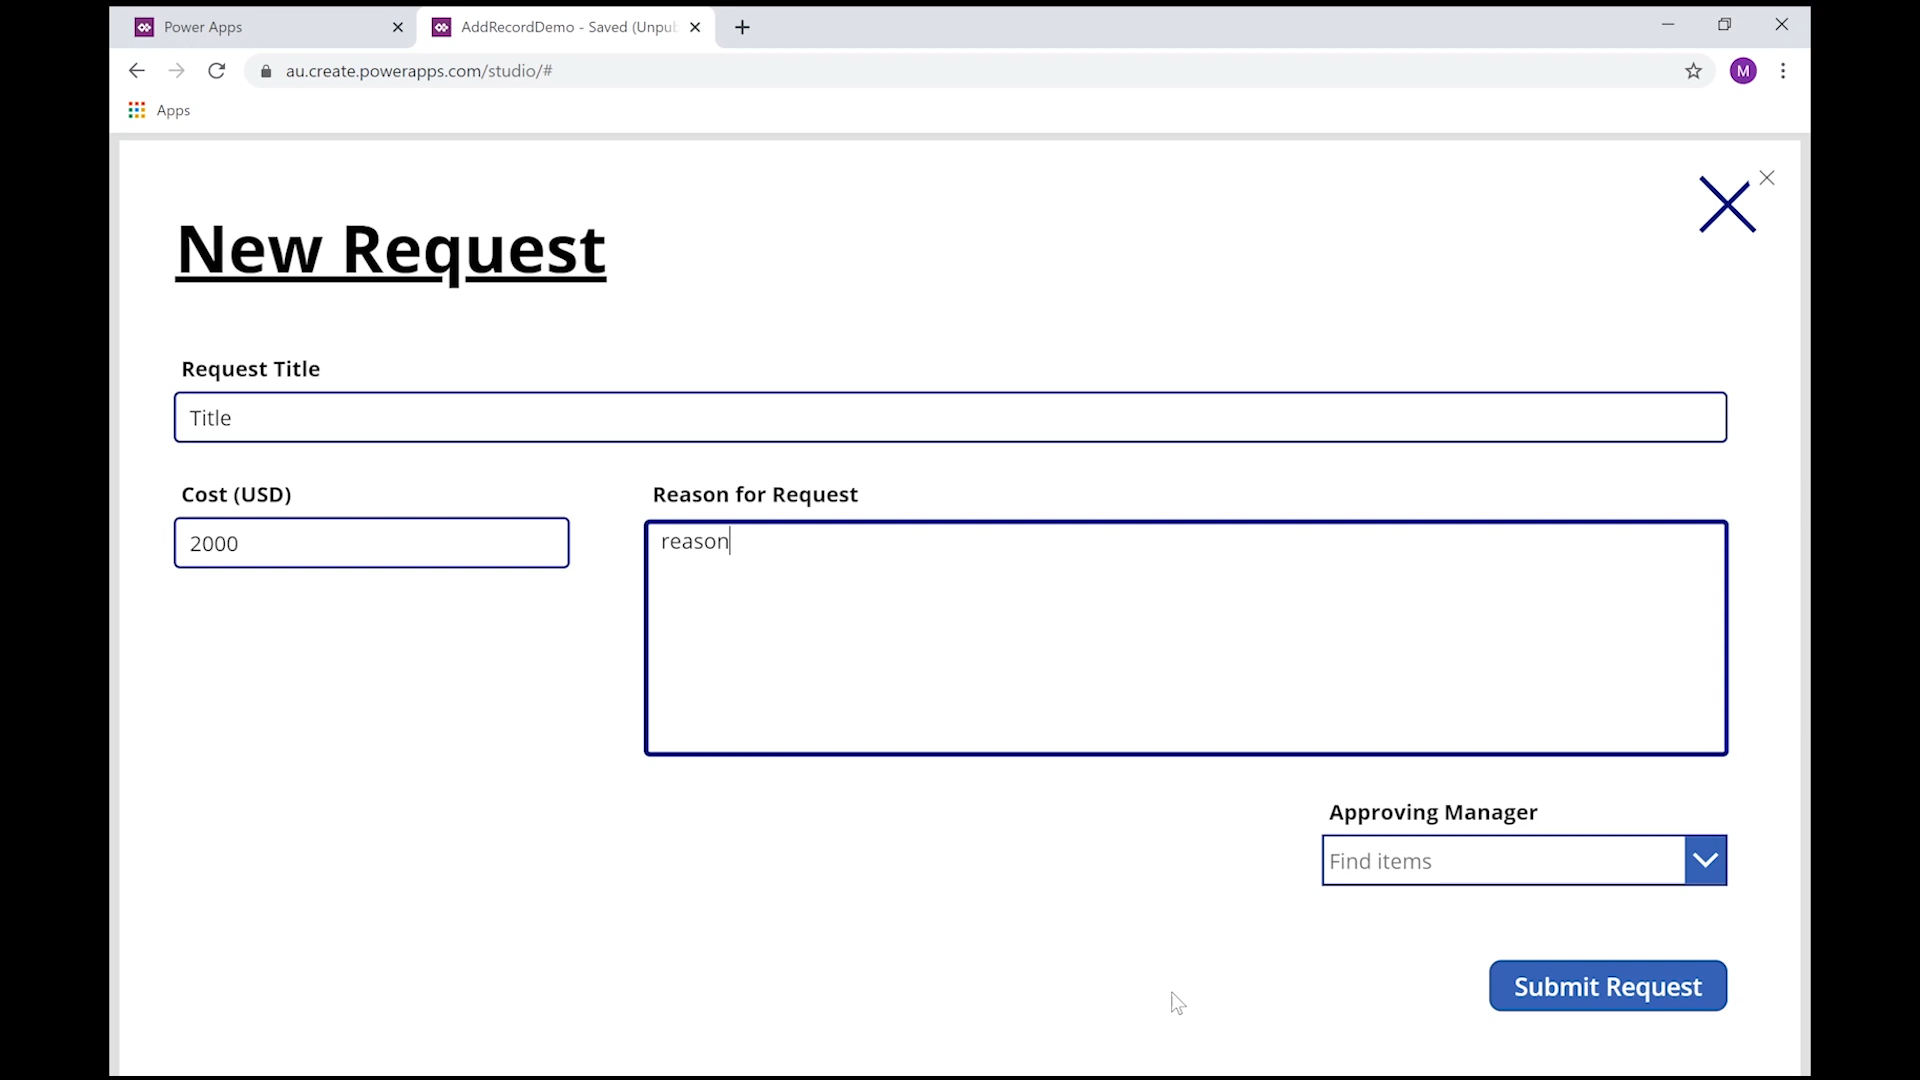 Power Apps
AddRecordDemo - Saved (Unpu
au.create.powerapps.com/studio/#
M
Apps
New Request
Request Title
Title
Cost (USD)
Reason for Request
2000
reason
Approving Manager
Find items
Submit Request